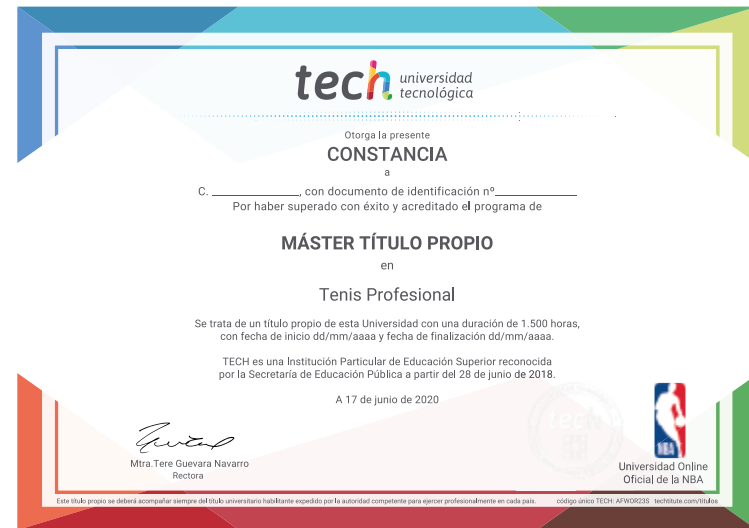 tech universidad
tecnológica
Otorga la presente
CONSTANCIA
a
C. ________________, con documento de identificación nº________________
Por haber superado con éxito y acreditado el programa de
MÁSTER TÍTULO PROPIO
en
Tenis Profesional
Se trata de un título propio de esta Universidad con una duración de 1.500 horas,
con fecha de inicio dd/mm/aaaa y fecha de finalización dd/mm/aaaa.
TECH es una Institución Particular de Educación Superior reconocida
por la Secretaría de Educación Pública a partir del 28 de junio de 2018.
A 17 de junio de 2020
tech
NBA
Mtra.Tere Guevara Navarro
Rectora
Universidad Online
Oficial de la NBA
Este título propio se deberá acompañar siempre del título universitario habilitante expedido por la autoridad competente para ejercer profesionalmente en cada país. código único TECH: AFWOR23S techtitute.com/titulos